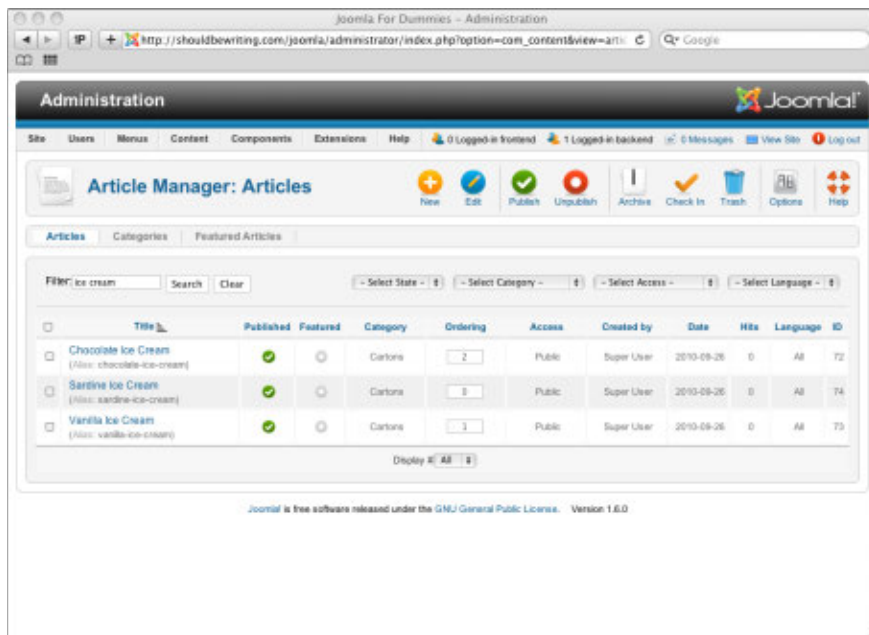 Joomla For Dummies - Administration
http://shouldbewriting.com/joomla/administrator/index.php?option=com_content&view=arti
Google
Administration
Joomla!
Site Users Menus Content Components Extensions Help 0 Logged-in frontend 1 Logged-in backend 0 Messages View Site Log out
Article Manager: Articles
New Edit Publish Unpublish Archive Check In Trash Options Help
Articles Categories Featured Articles
Filter: ice cream Search Clear - Select State - - Select Category - - Select Access - - Select Language -
Title Published Featured Category Ordering Access Created by Date Hits Language ID
Chocolate Ice Cream Cartons 2 Public Super User 2010-09-26 0 All 72
(Alias: chocolate-ice-cream)
Sardine Ice Cream Cartons Public Super User 2010-09-26 0 All 74
(Alias: sardine-ice-cream)
Vanilla Ice Cream Cartons Public Super User 2010-09-26 0 All 73
(Alias: vanilla-ice-cream)
Display # All
Joomla! is free software released under the GNU General Public License. Version 1.6.0